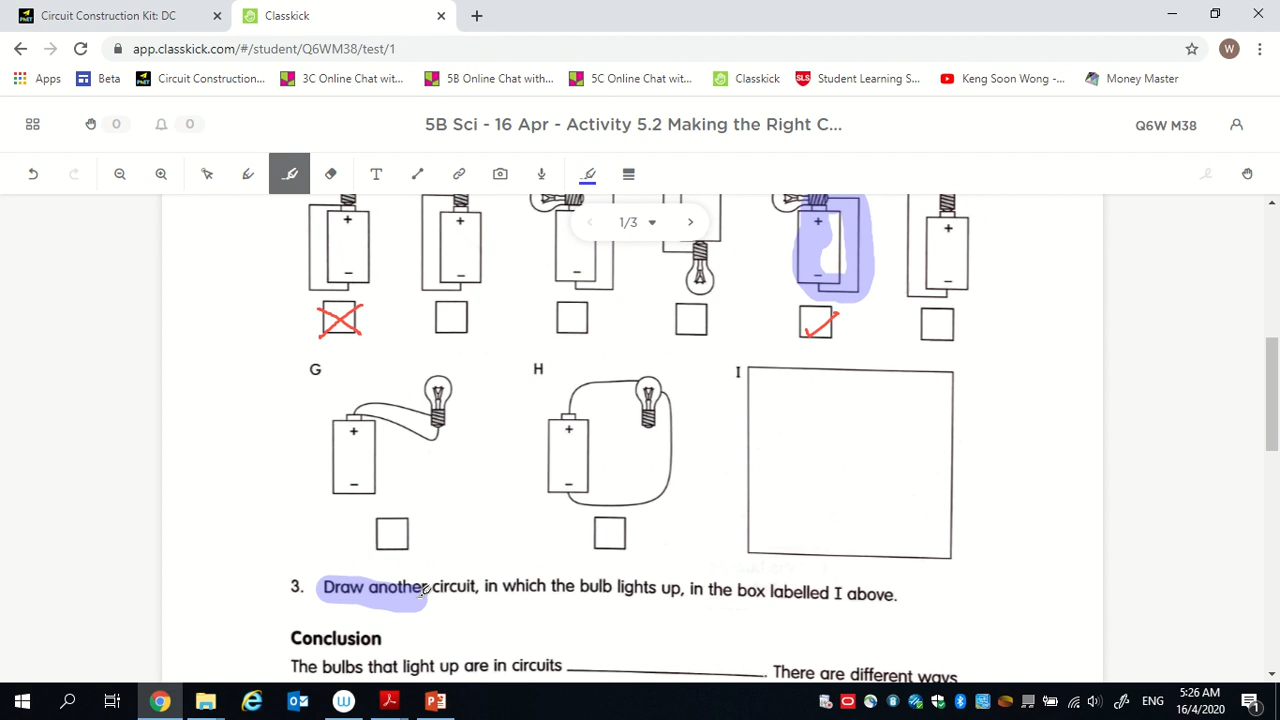 Circuit Construction Kit: DC
Classkick
app.classkick.com/#/student/Q6WM38/test/1
W
Apps
Beta
Circuit Construction...
3C Online Chat wit...
5B Online Chat with...
5C Online Chat wit...
Classkick
Student Learning S...
Keng Soon Wong -...
Money Master
0
0
5B Sci - 16 Apr - Activity 5.2 Making the Right C...
Q6W M38
T
1/3
+ + + +
− − − −
G
H
I
+ +
− −
3. Draw another circuit, in which the bulb lights up, in the box labelled I above.
Conclusion
The bulbs that light up are in circuits ____________. There are different ways
ENG
5:26 AM
16/4/2020
1